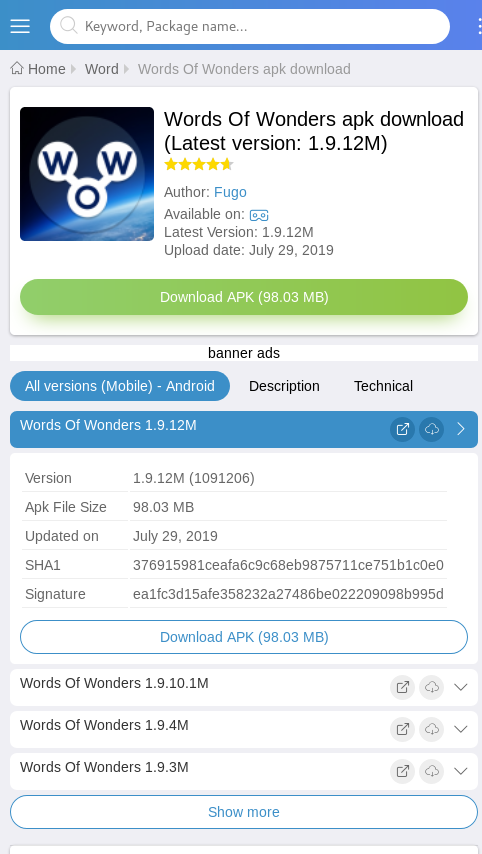 Keyword, Package name...
Home Word Words Of Wonders apk download
W W O
Words Of Wonders apk download
(Latest version: 1.9.12M)
Author: Fugo
Available on:
Latest Version: 1.9.12M
Upload date: July 29, 2019
Download APK (98.03 MB)
banner ads
All versions (Mobile) - Android Description Technical
Words Of Wonders 1.9.12M
Version 1.9.12M (1091206)
Apk File Size 98.03 MB
Updated on July 29, 2019
SHA1 376915981ceafa6c9c68eb9875711ce751b1c0e0
Signature ea1fc3d15afe358232a27486be022209098b995d
Download APK (98.03 MB)
Words Of Wonders 1.9.10.1M
Words Of Wonders 1.9.4M
Words Of Wonders 1.9.3M
Show more